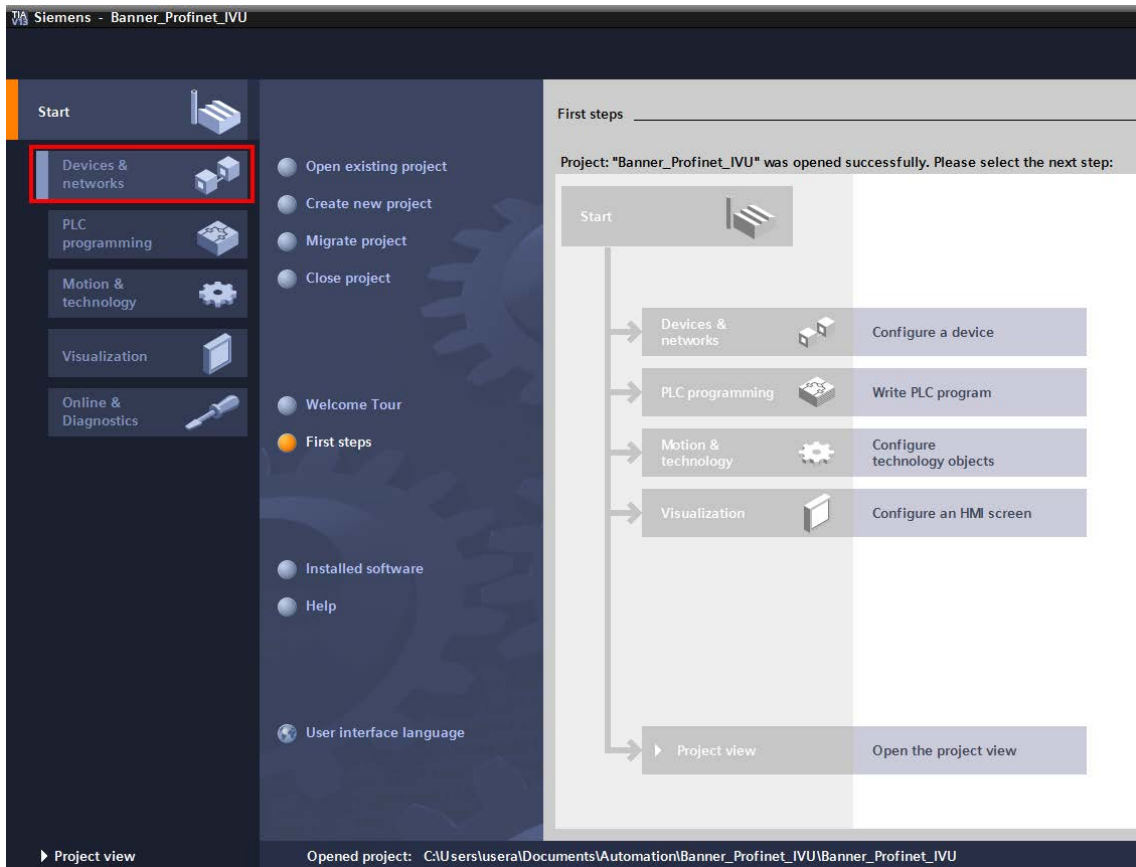 TIA
V13
Siemens - Banner_Profinet_IVU
Start
Devices &
networks
PLC
programming
Motion &
technology
Visualization
Online &
Diagnostics
Project view
Open existing project
Create new project
Migrate project
Close project
Welcome Tour
First steps
Installed software
Help
User interface language
First steps
Project: "Banner_Profinet_IVU" was opened successfully. Please select the next step:
Start
Devices &
networks
Configure a device
PLC programming
Write PLC program
Motion &
technology
Configure
technology objects
Visualization
Configure an HMI screen
Project view
Open the project view
Opened project: C:\Users\usera\Documents\Automation\Banner_Profinet_IVU\Banner_Profinet_IVU